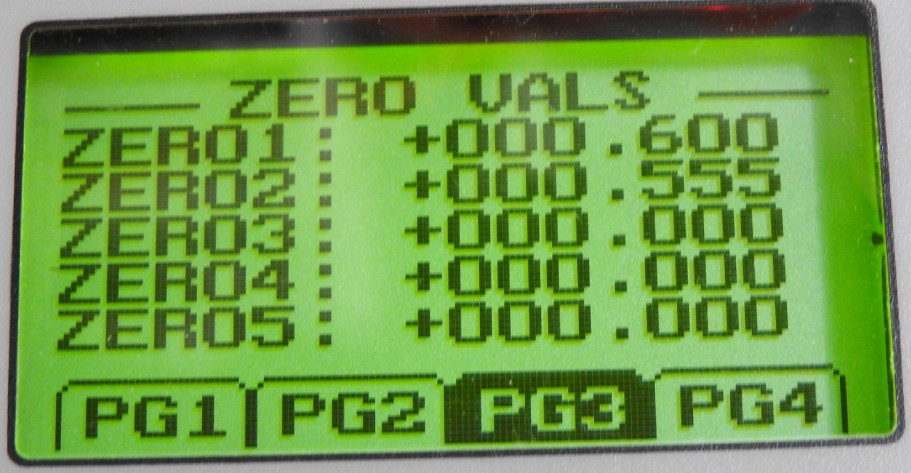 ZERO VALS
ZERO1: +000.600
ZERO2: +000.555
ZERO3: +000.000
ZERO4: +000.000
ZERO5: +000.000
PG1 PG2 PG3 PG4